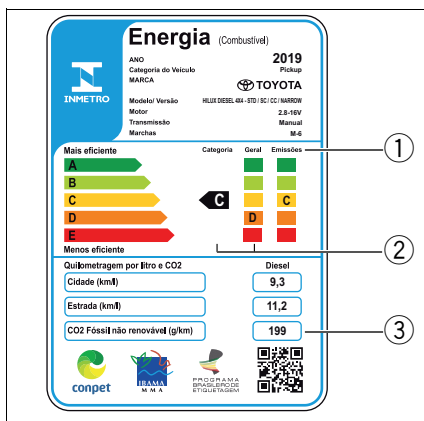 Energia (Combustível)
ANO 2019
Categoria do Veículo Pickup
MARCA TOYOTA
INMETRO
Modelo/ Versão HILUX DIESEL 4X4 - STD / SC / CC / NARROW
Motor 2.8-16V
Transmissão Manual
Marchas M-6
Mais eficiente Categoria Geral Emissões 1
A
B
C C C
D D
E
Menos eficiente 2
Quilometragem por litro e CO2 Diesel
Cidade (km/l) 9,3
Estrada (km/l) 11,2
CO2 Fóssil não renovável (g/km) 199 3
conpet
IBAMA
MMA
PROGRAMA
BRASILEIRO DE
ETIQUETAGEM